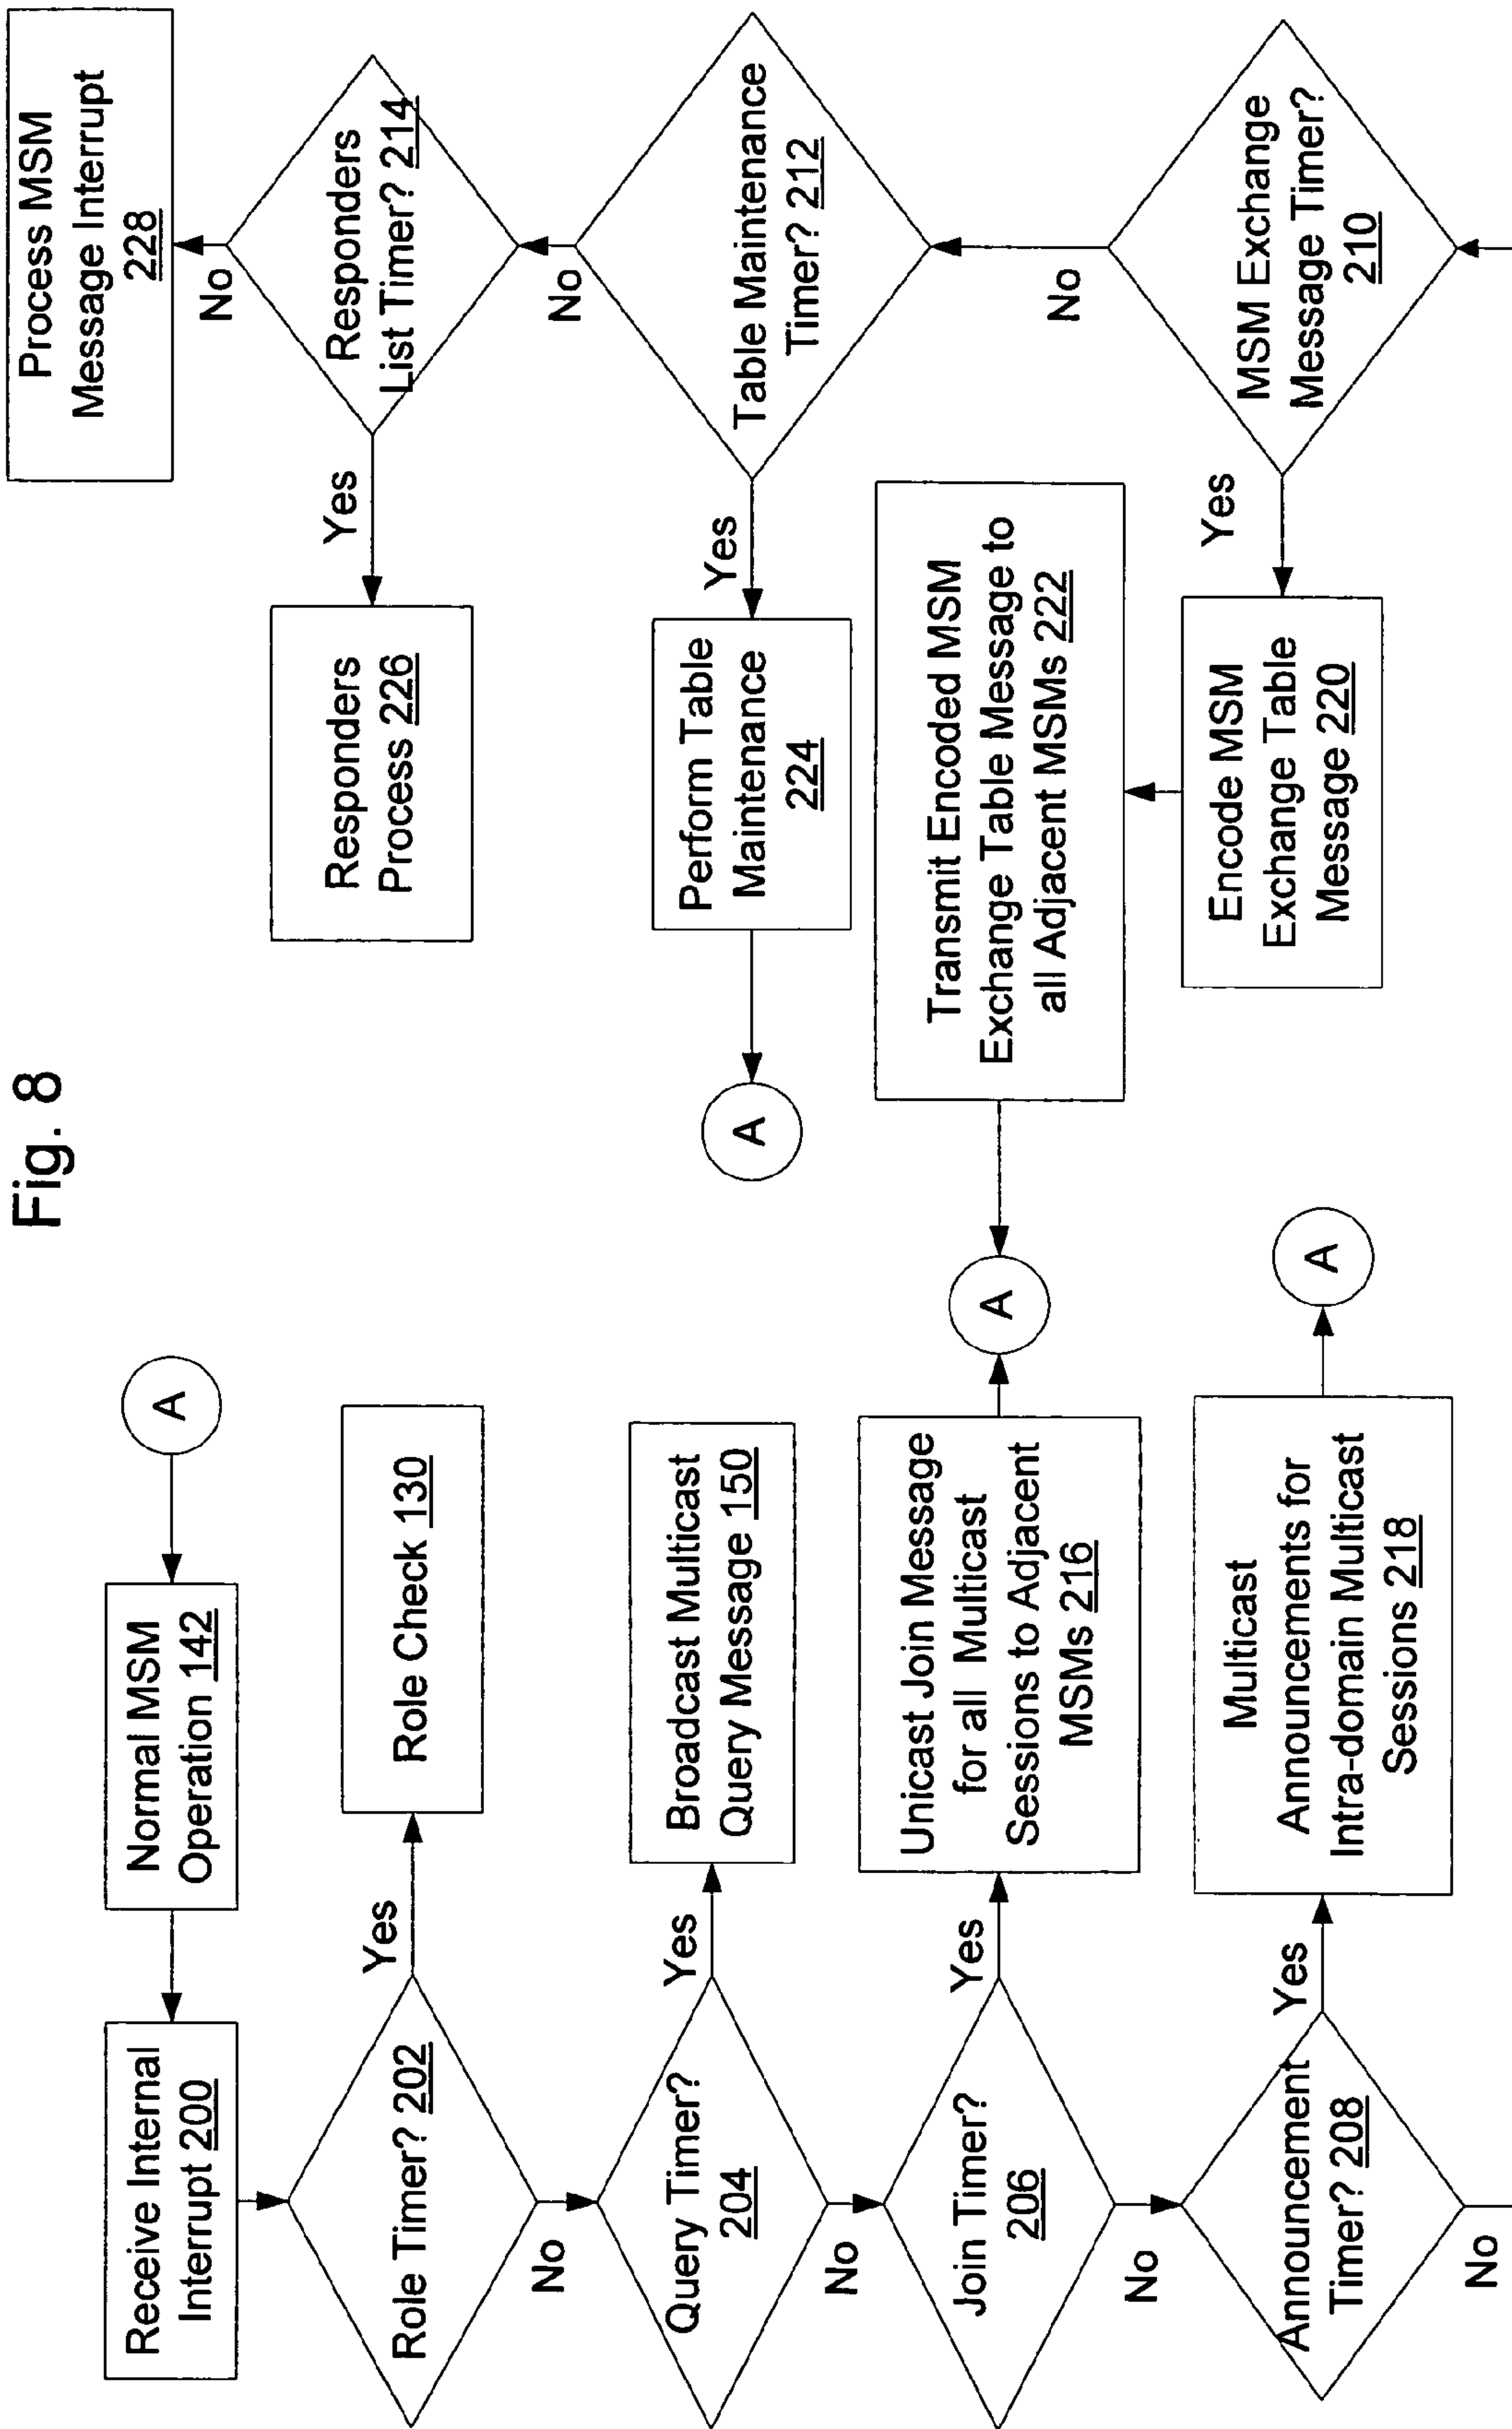 Fig. 8
A
Normal MSM
Operation 142
Receive Internal
Interrupt 200
Role Timer? 202
Yes
Role Check 130
No
Query Timer?
204
Yes
Broadcast Multicast
Query Message 150
No
Join Timer?
206
Yes
Unicast Join Message
for all Multicast
Sessions to Adjacent
MSMs 216
A
No
Announcement
Timer? 208
Yes
Multicast
Announcements for
Intra-domain Multicast
Sessions 218
A
No
MSM Exchange
Message Timer?
210
Yes
Encode MSM
Exchange Table
Message 220
Transmit Encoded MSM
Exchange Table Message to
all Adjacent MSMs 222
No
Table Maintenance
Timer? 212
Yes
Perform Table
Maintenance
224
A
No
Responders
List Timer? 214
Yes
Responders
Process 226
No
Process MSM
Message Interrupt
228